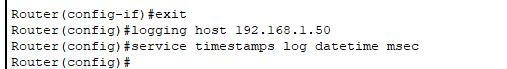 Router(config-if)#exit
Router(config)#logging host 192.168.1.50
Router(config)#service timestamps log datetime msec
Router(config)#